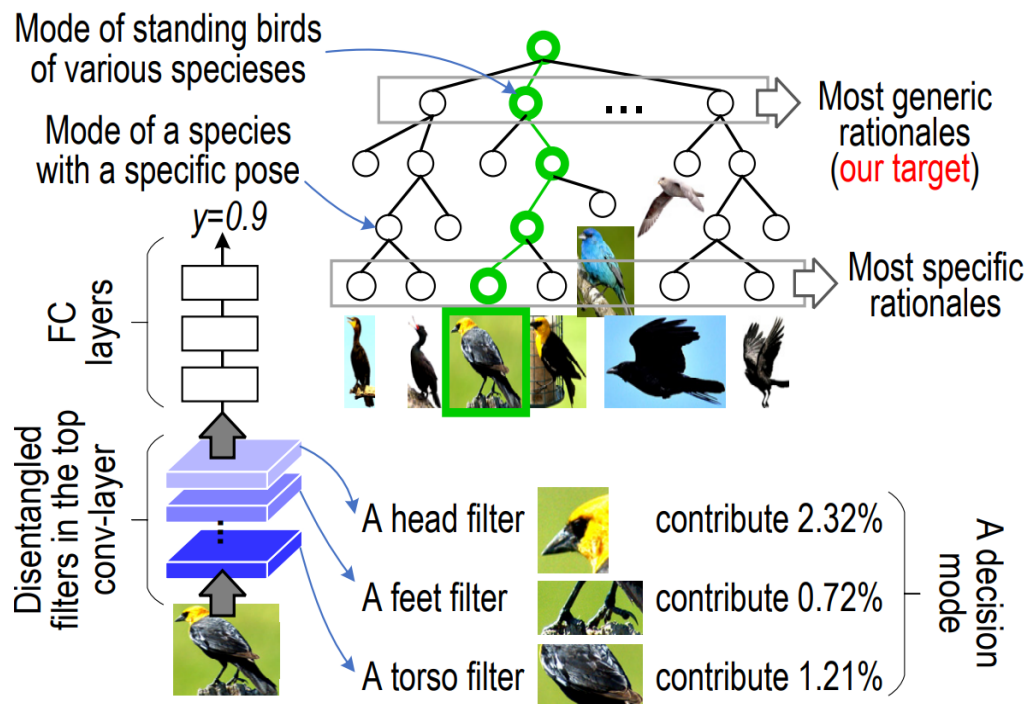 Mode of standing birds
of various specieses
Mode of a species
with a specific pose
y=0.9
FC
layers
Disentangled
filters in the top
conv-layer
...
Most generic
rationales
(our target)
Most specific
rationales
A head filter
contribute 2.32%
A feet filter
contribute 0.72%
A torso filter
contribute 1.21%
A decision
mode